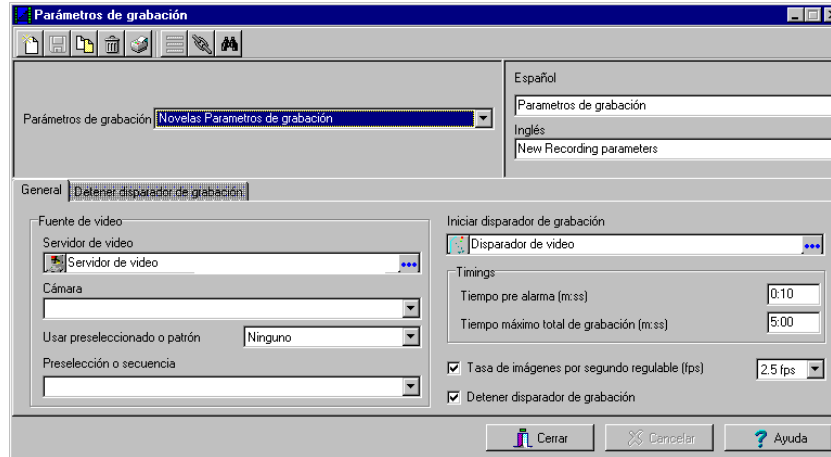 Parámetros de grabación
Español
Parámetros de grabación Novelas Parametros de grabación
Parametros de grabación
Inglés
New Recording parameters
General Detener disparador de grabación
Fuente de video
Servidor de video
Servidor de video
Cámara
Usar preseleccionado o patrón Ninguno
Preselección o secuencia
Iniciar disparador de grabación
Disparador de video
Timings
Tiempo pre alarma (m:ss) 0:10
Tiempo máximo total de grabación (m:ss) 5:00
Tasa de imágenes por segundo regulable (fps) 2.5 fps
Detener disparador de grabación
Cerrar Cancelar Ayuda